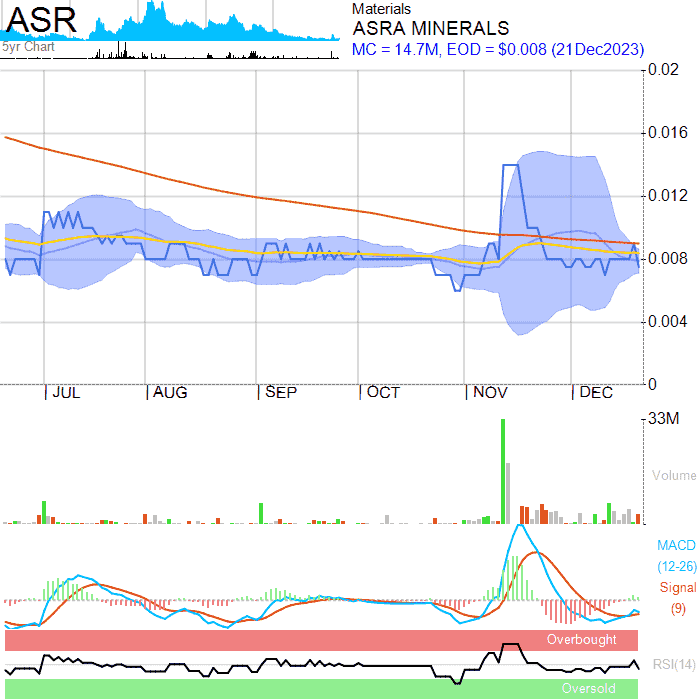 ASR
5yr Chart
Materials
ASRA MINERALS
MC = 14.7M, EOD = $0.008 (21Dec2023)
0.02
0.016
0.012
0.008
0.004
0
JUL AUG SEP OCT NOV DEC
33M
Volume
MACD
(12-26)
Signal
(9)
Overbought
RSI(14)
Oversold